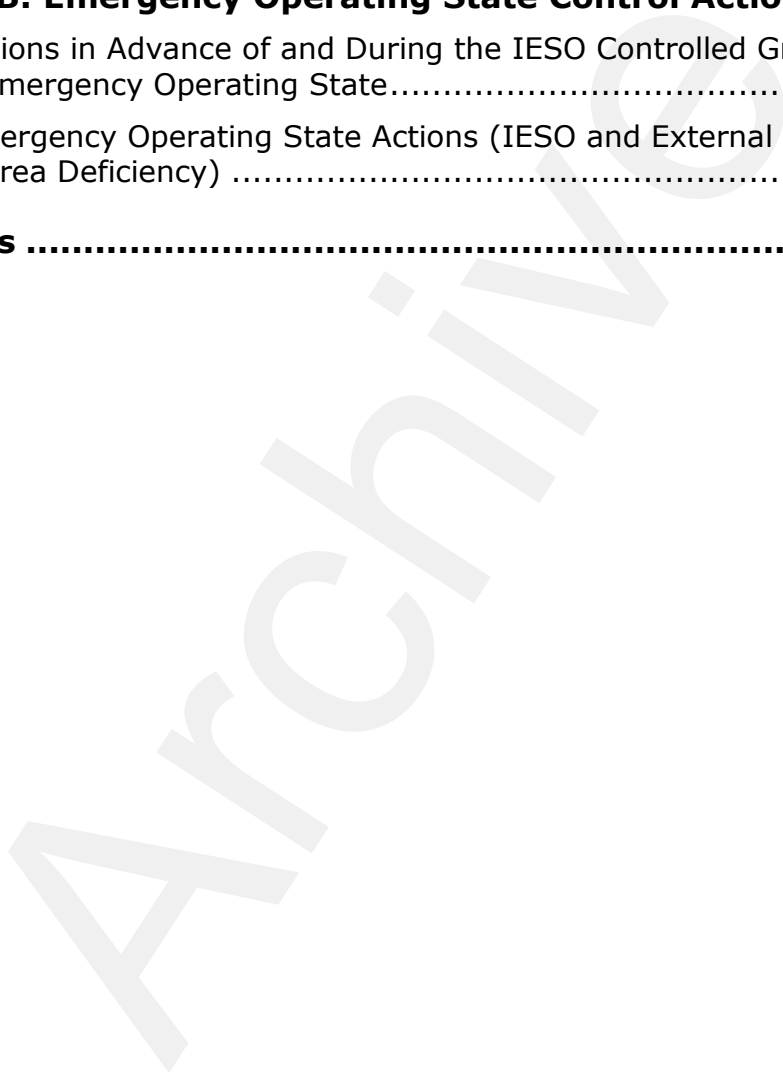 B: Emergency Operating State Control Actio
ions in Advance of and During the IESO Controlled Gr
mergency Operating State.....................................
ergency Operating State Actions (IESO and External
rea Deficiency) ....................................................
s ..................................................................
Archive